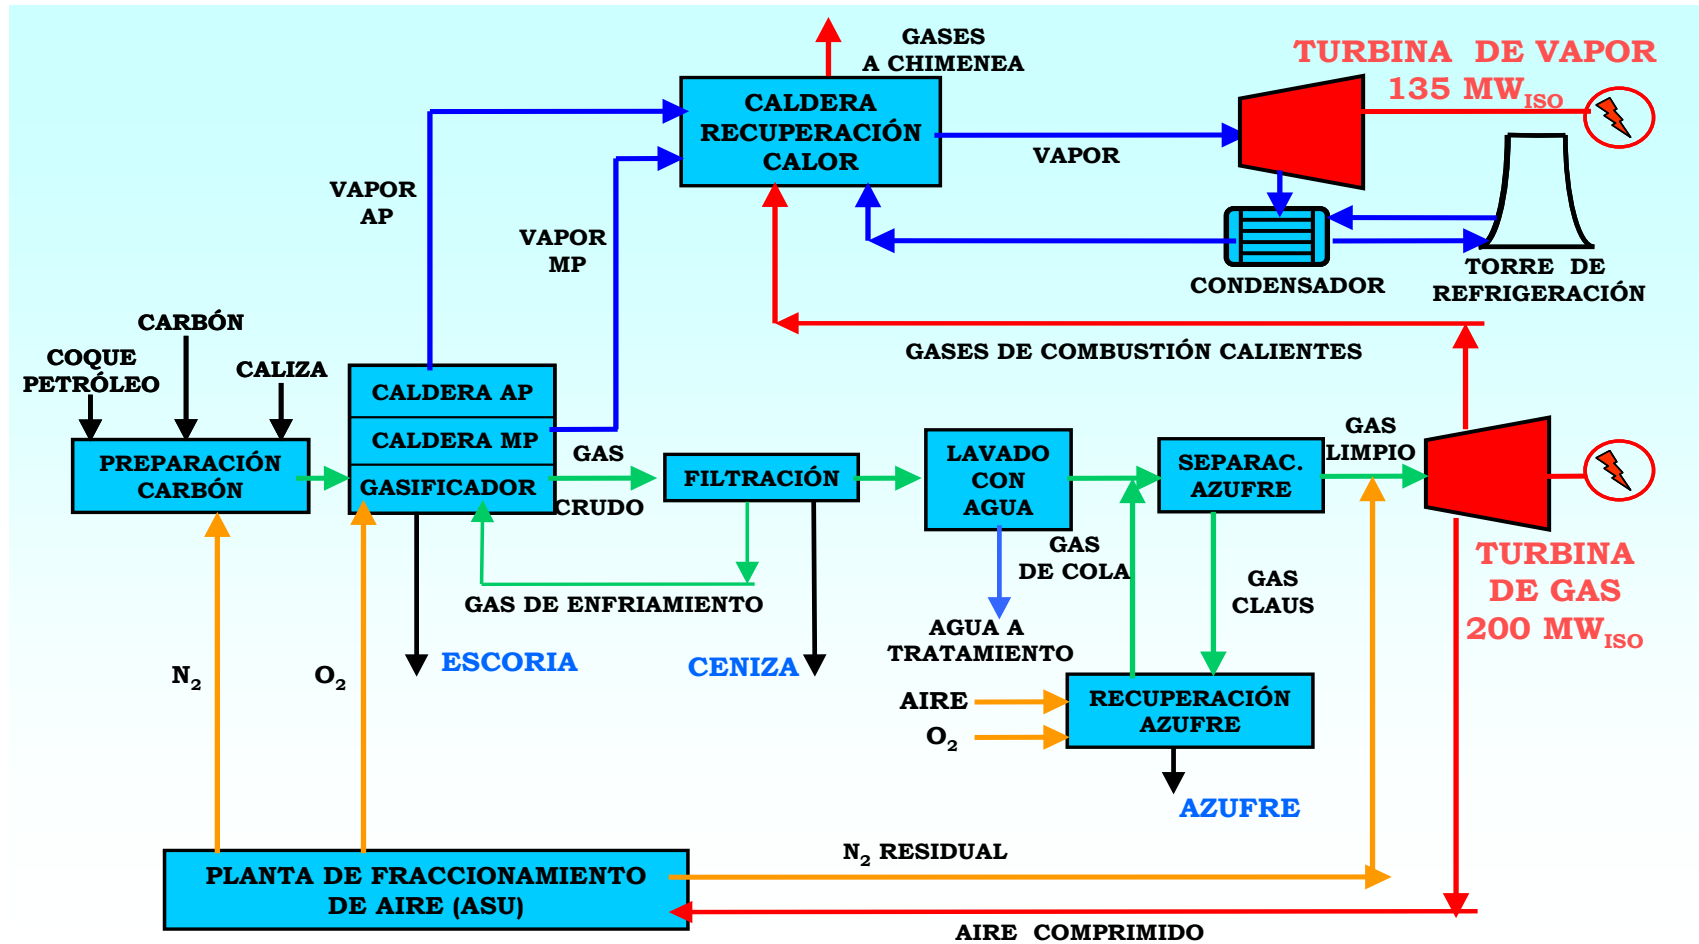 GASES
A CHIMENEA
TURBINA DE VAPOR
135 MWISO
CALDERA
RECUPERACIÓN
CALOR
VAPOR
VAPOR
AP
VAPOR
MP
CONDENSADOR
TORRE DE
REFRIGERACIÓN
CARBÓN
COQUE
PETRÓLEO
CALIZA
GASES DE COMBUSTIÓN CALIENTES
CALDERA AP
CALDERA MP
GASIFICADOR
PREPARACIÓN
CARBÓN
GAS
CRUDO
FILTRACIÓN
LAVADO
CON
AGUA
SEPARAC.
AZUFRE
GAS
LIMPIO
GAS
DE COLA
GAS
CLAUS
TURBINA
DE GAS
200 MWISO
GAS DE ENFRIAMIENTO
AGUA A
TRATAMIENTO
ESCORIA
CENIZA
N2
O2
AIRE
O2
RECUPERACIÓN
AZUFRE
AZUFRE
N2 RESIDUAL
PLANTA DE FRACCIONAMIENTO
DE AIRE (ASU)
AIRE COMPRIMIDO